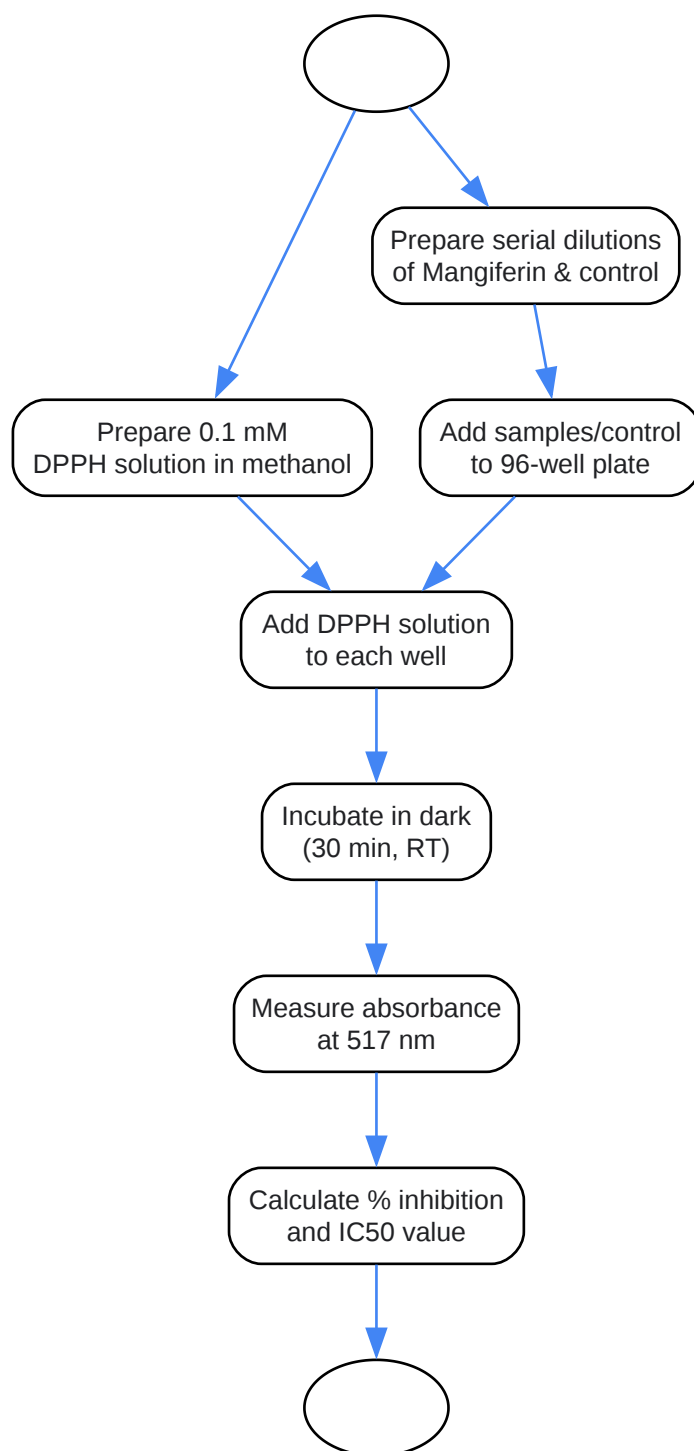 Prepare serial dilutions
of Mangiferin & control
Prepare 0.1 mM
DPPH solution in methanol
Add samples/control
to 96-well plate
Add DPPH solution
to each well
Incubate in dark
(30 min, RT)
Measure absorbance
at 517 nm
Calculate % inhibition
and IC50 value